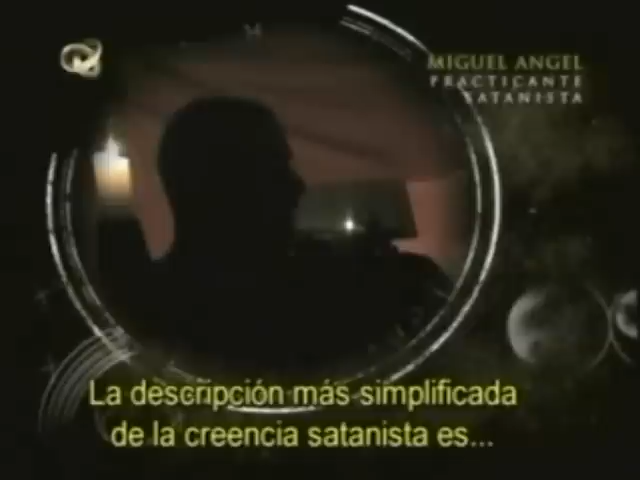 MIGUEL ANGEL
PRACTICANTE
SATANISTA
La descripción más simplificada
de la creencia satanista es...